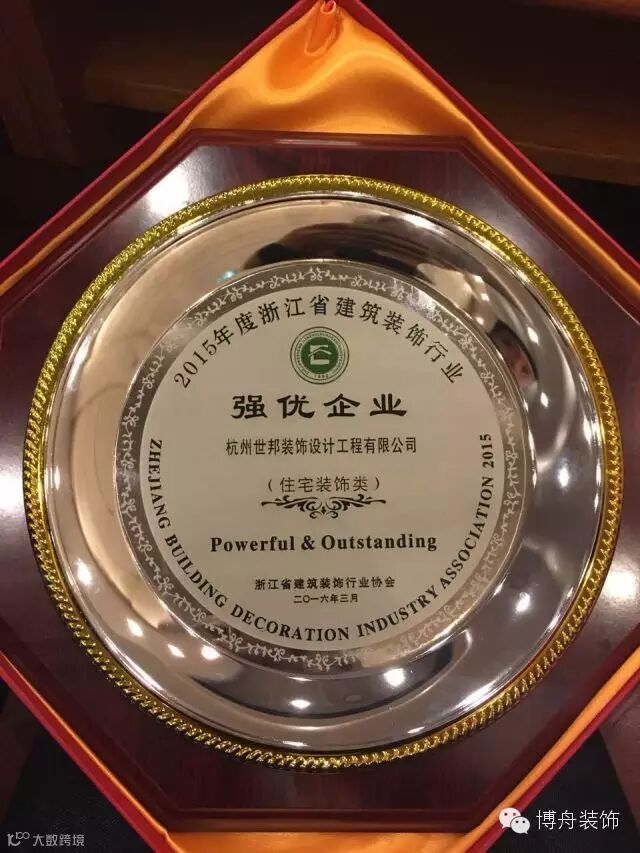 2015年度浙江省建筑装饰行业
强优企业
杭州世邦装饰设计工程有限公司
（住宅装饰类）
Powerful & Outstanding
浙江省建筑装饰行业协会
二〇一六年三月
ZHEJIANG BUILDING DECORATION INDUSTRY ASSOCIATION 2015
博舟装饰
大数跨境